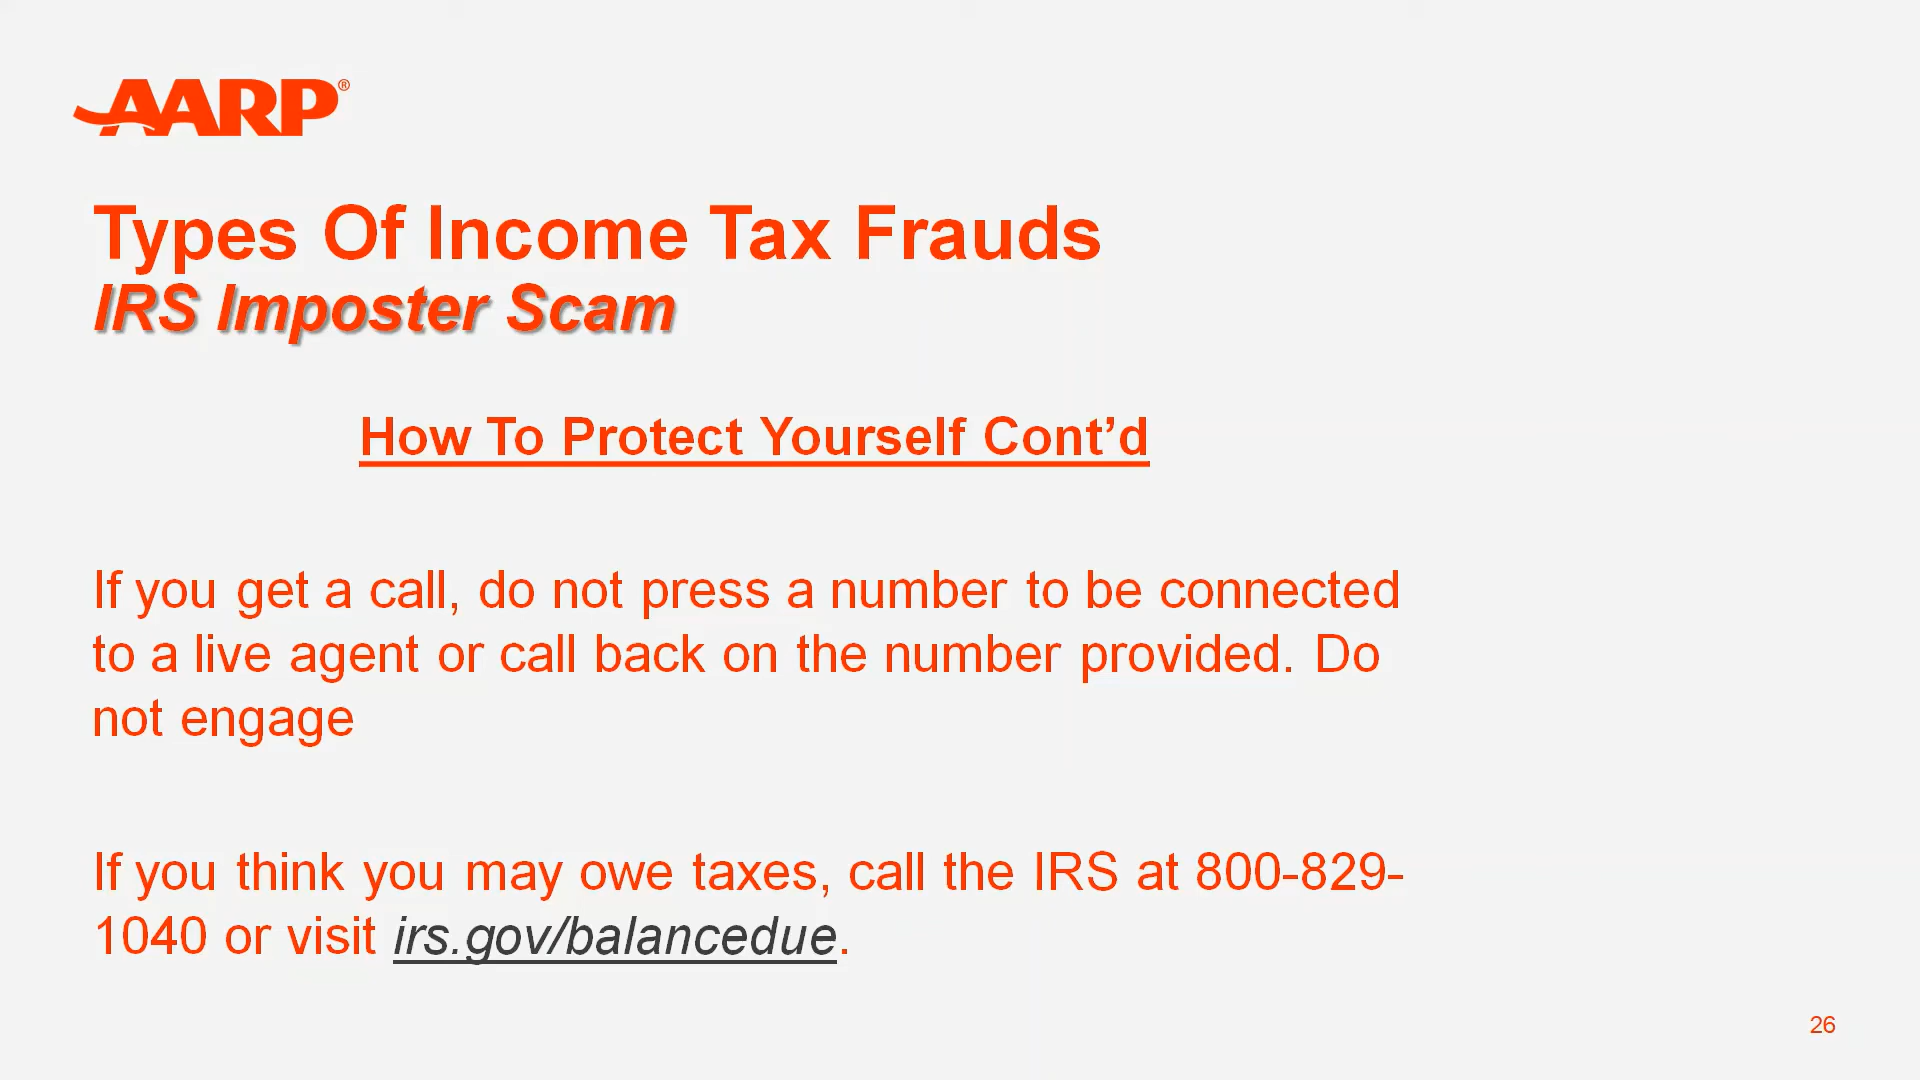 AARP®
Types Of Income Tax Frauds
IRS Imposter Scam
How To Protect Yourself Cont’d
If you get a call, do not press a number to be connected
to a live agent or call back on the number provided. Do
not engage
If you think you may owe taxes, call the IRS at 800-829-
1040 or visit irs.gov/balancedue.
26